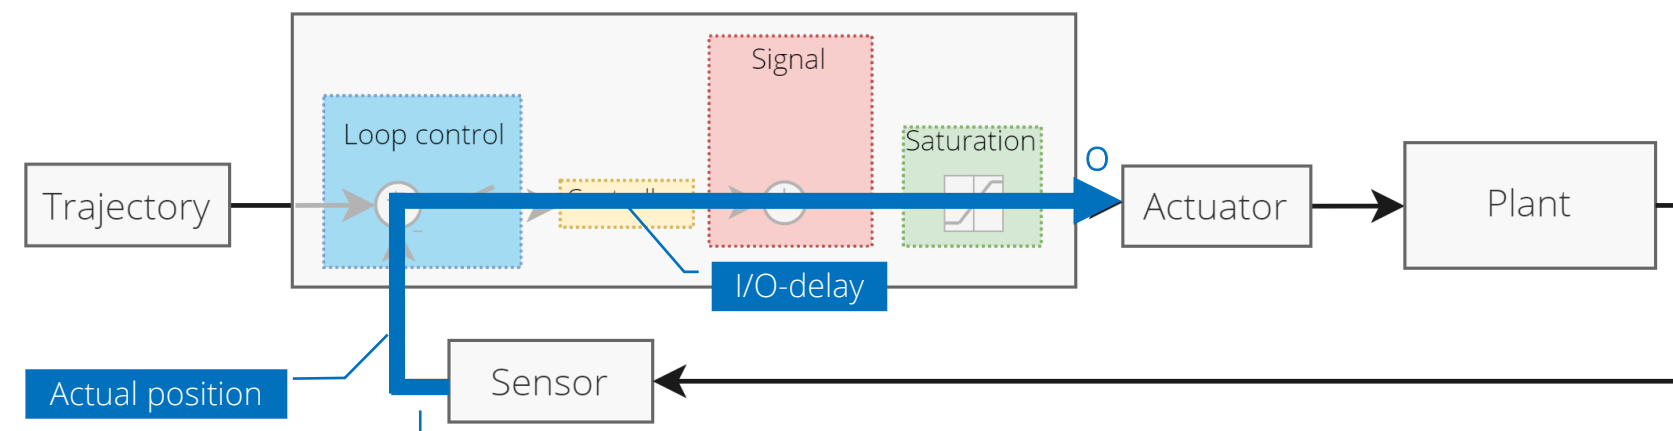 Signal
Loop control
Saturation
O
Trajectory
Actuator
Plant
I/O-delay
Sensor
Actual position